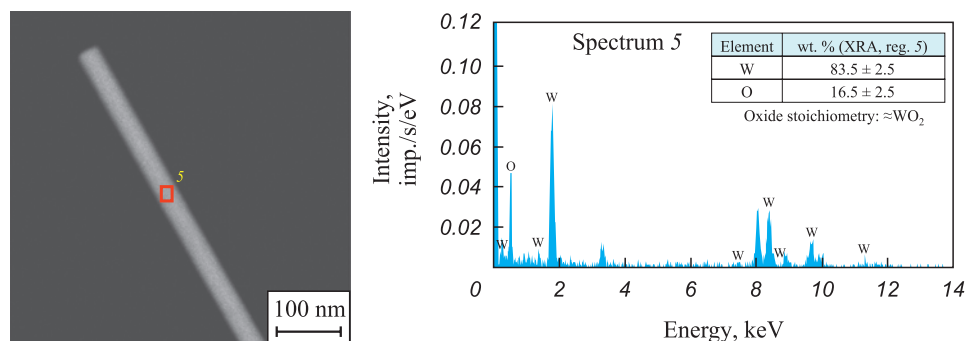 5
100 nm
Intensity,
imp./s/eV
0.12
0.10
0.08
0.06
0.04
0.02
0
2
4
6
8
10
12
14
Energy, keV
Spectrum 5
Element wt. % (XRA, reg. 5)
W 83.5 ± 2.5
O 16.5 ± 2.5
Oxide stoichiometry: ≈WO₂
W
O
W
W
W
W
W
W
W